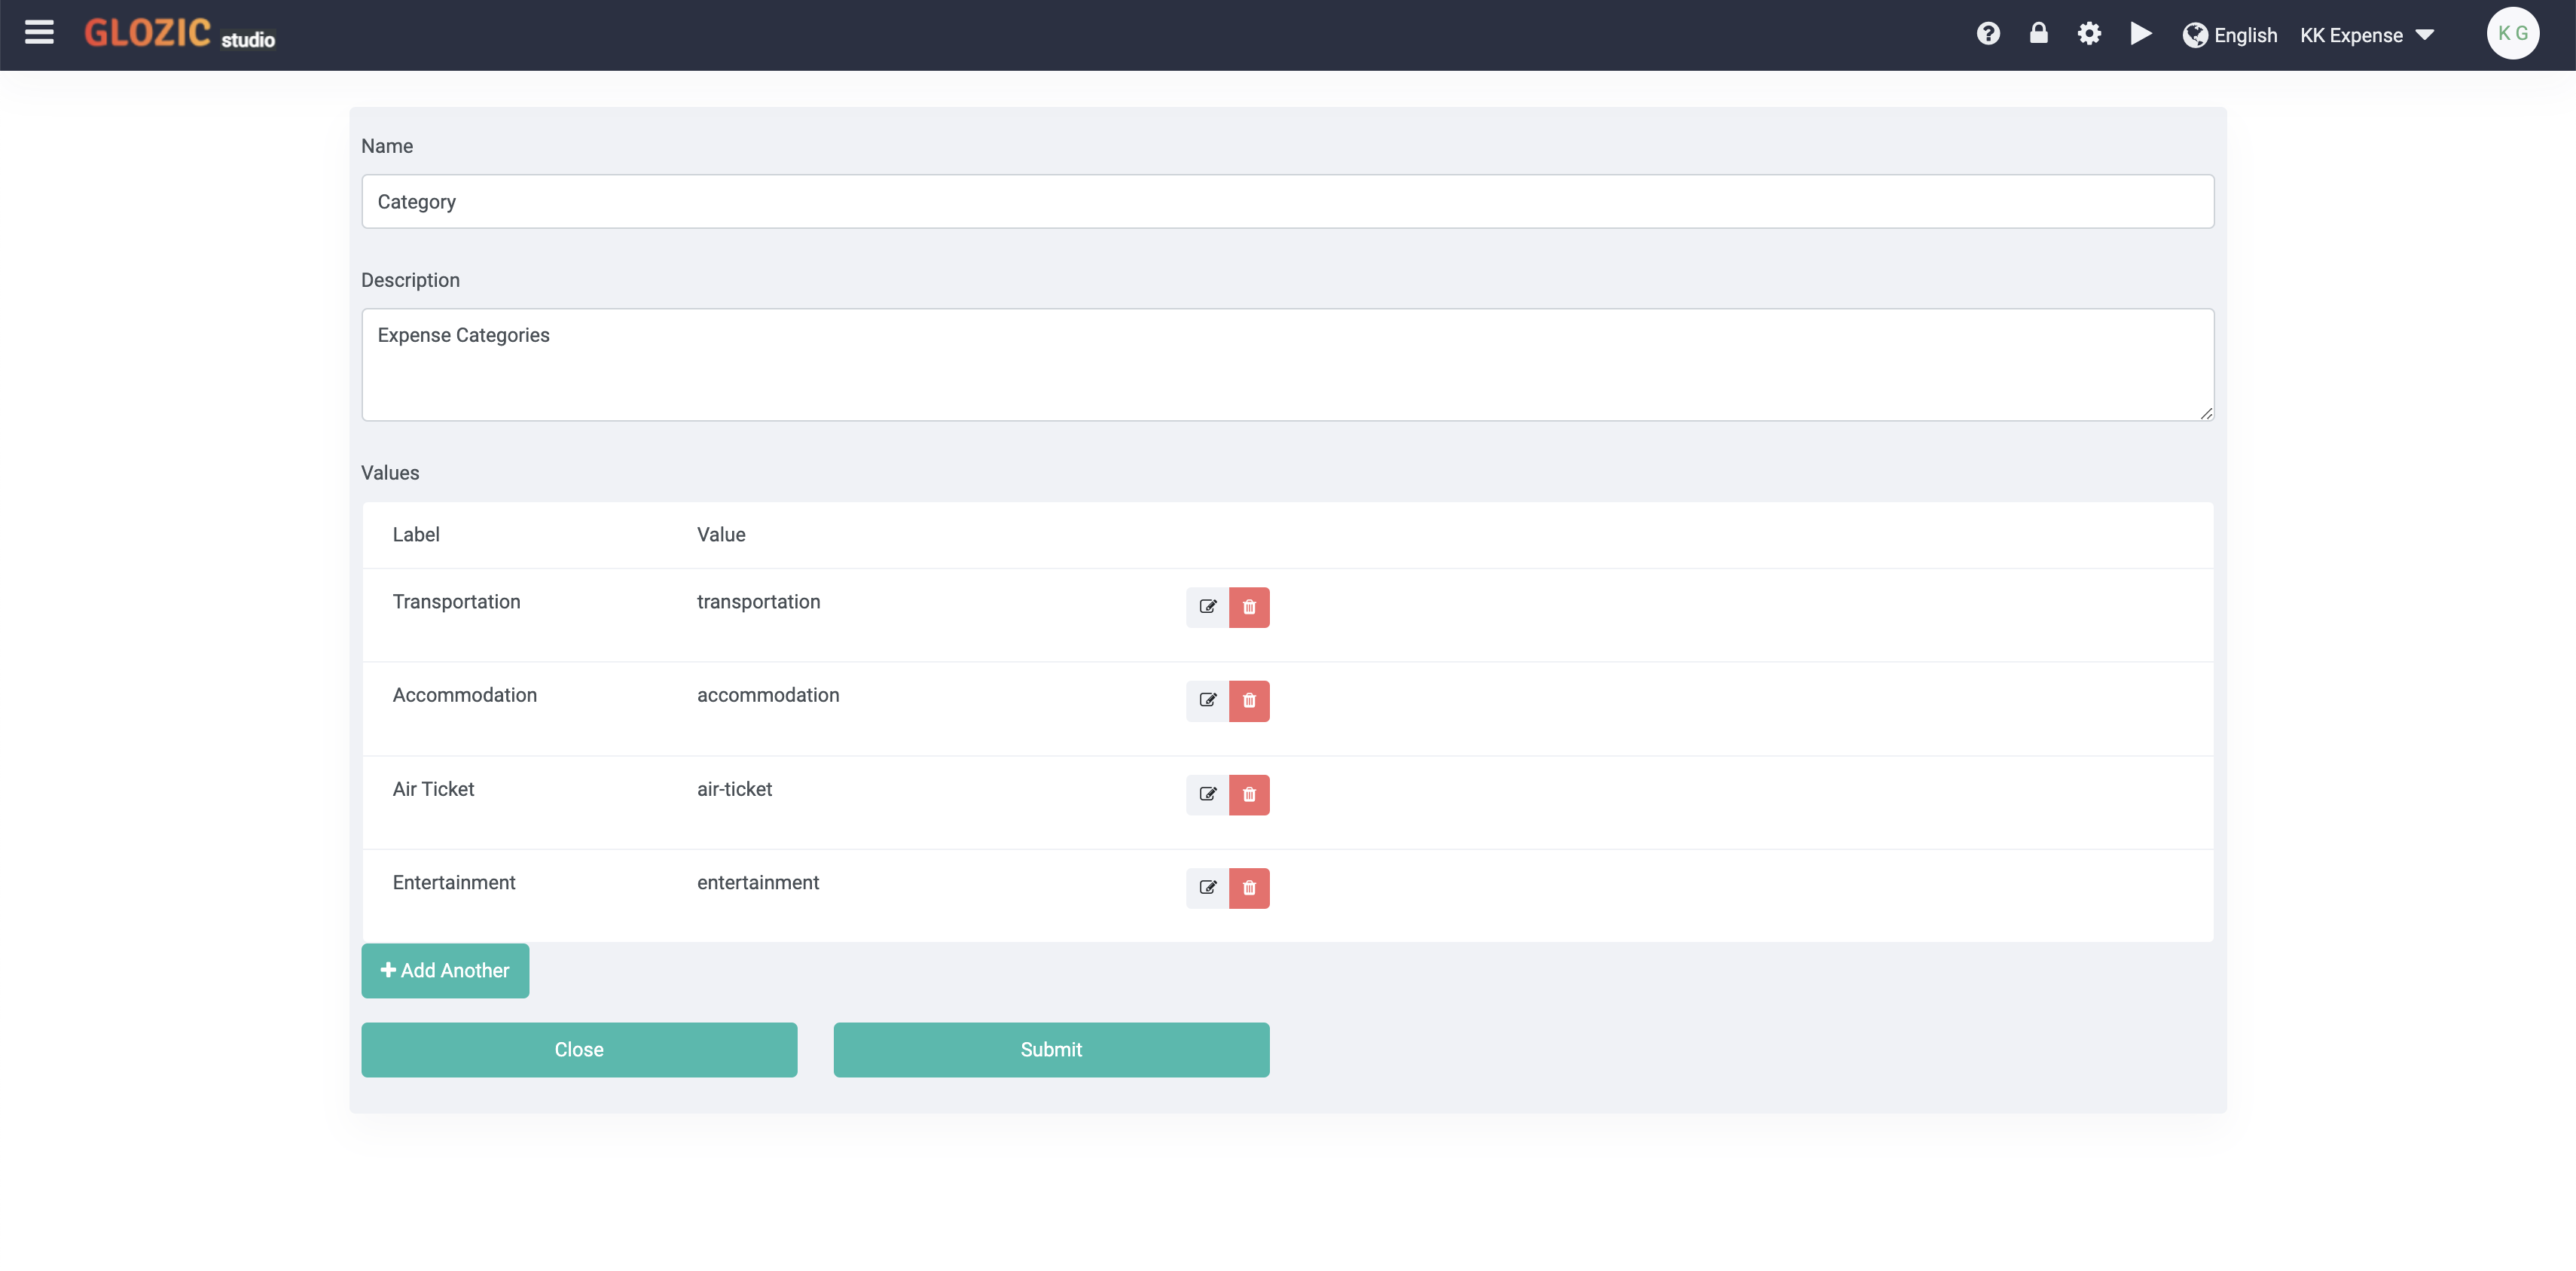 GLOZIC studio
English KK Expense K G
Name
Category
Description
Expense Categories
Values
Label Value
Transportation transportation
Accommodation accommodation
Air Ticket air-ticket
Entertainment entertainment
Add Another
Close Submit